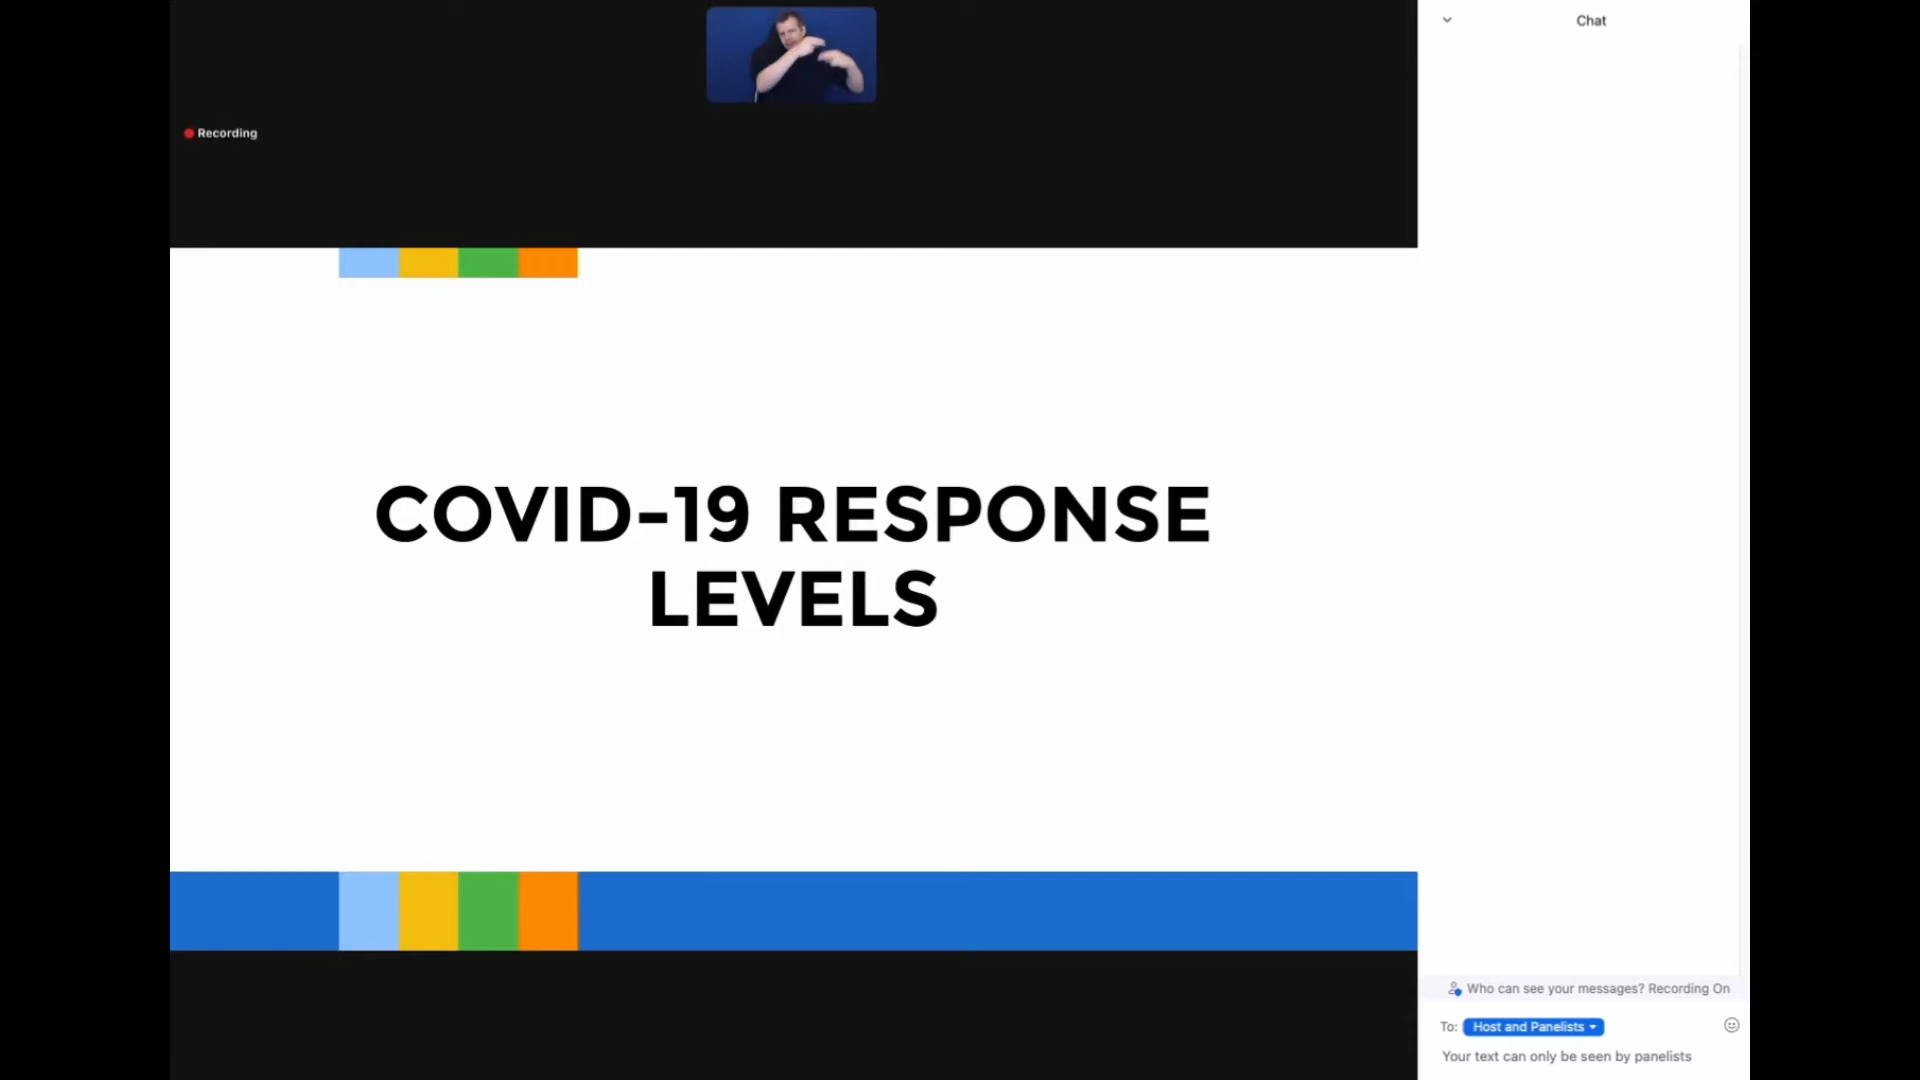 Chat
Recording
COVID-19 RESPONSE
LEVELS
Who can see your messages? Recording On
To: Host and Panelists
Your text can only be seen by panelists